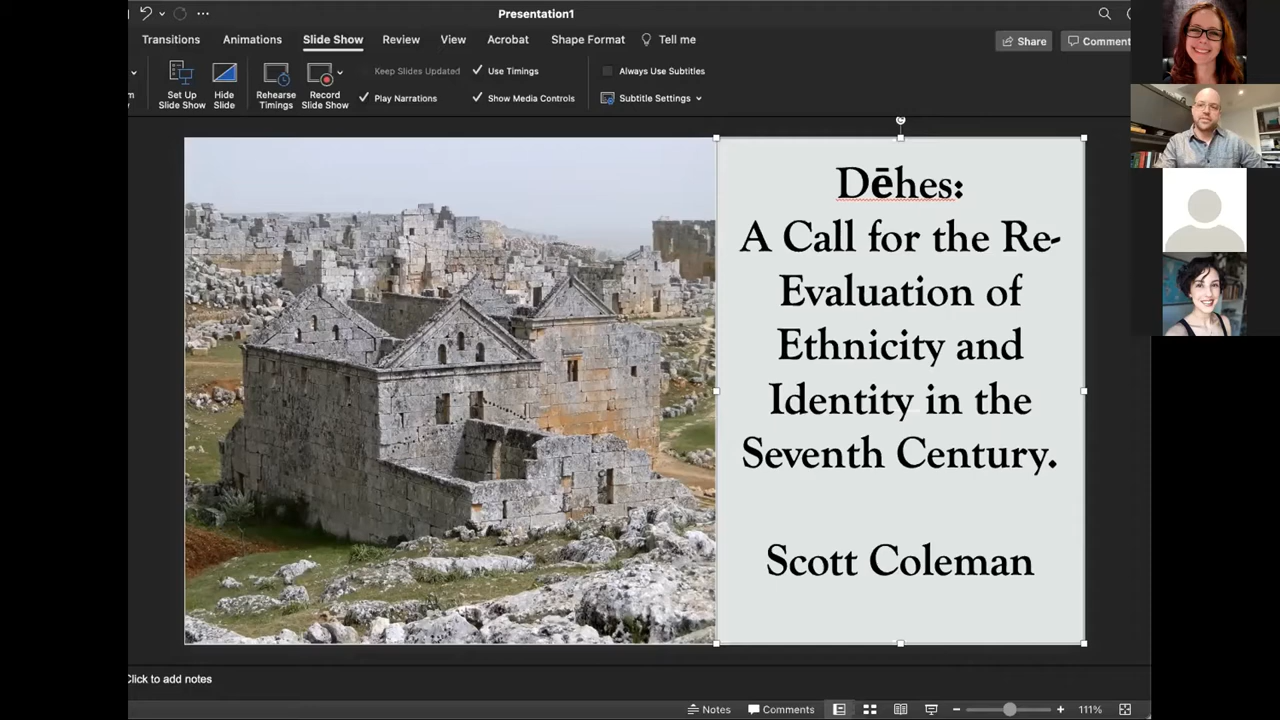 Presentation1
Transitions Animations Slide Show Review View Acrobat Shape Format Tell me Share Comment
Keep Slides Updated Use Timings Always Use Subtitles
Set Up Slide Show Hide Slide Rehearse Timings Record Slide Show Play Narrations Show Media Controls Subtitle Settings
Dēhes:
A Call for the Re-
Evaluation of
Ethnicity and
Identity in the
Seventh Century.
Scott Coleman
Click to add notes
Notes Comments 111%